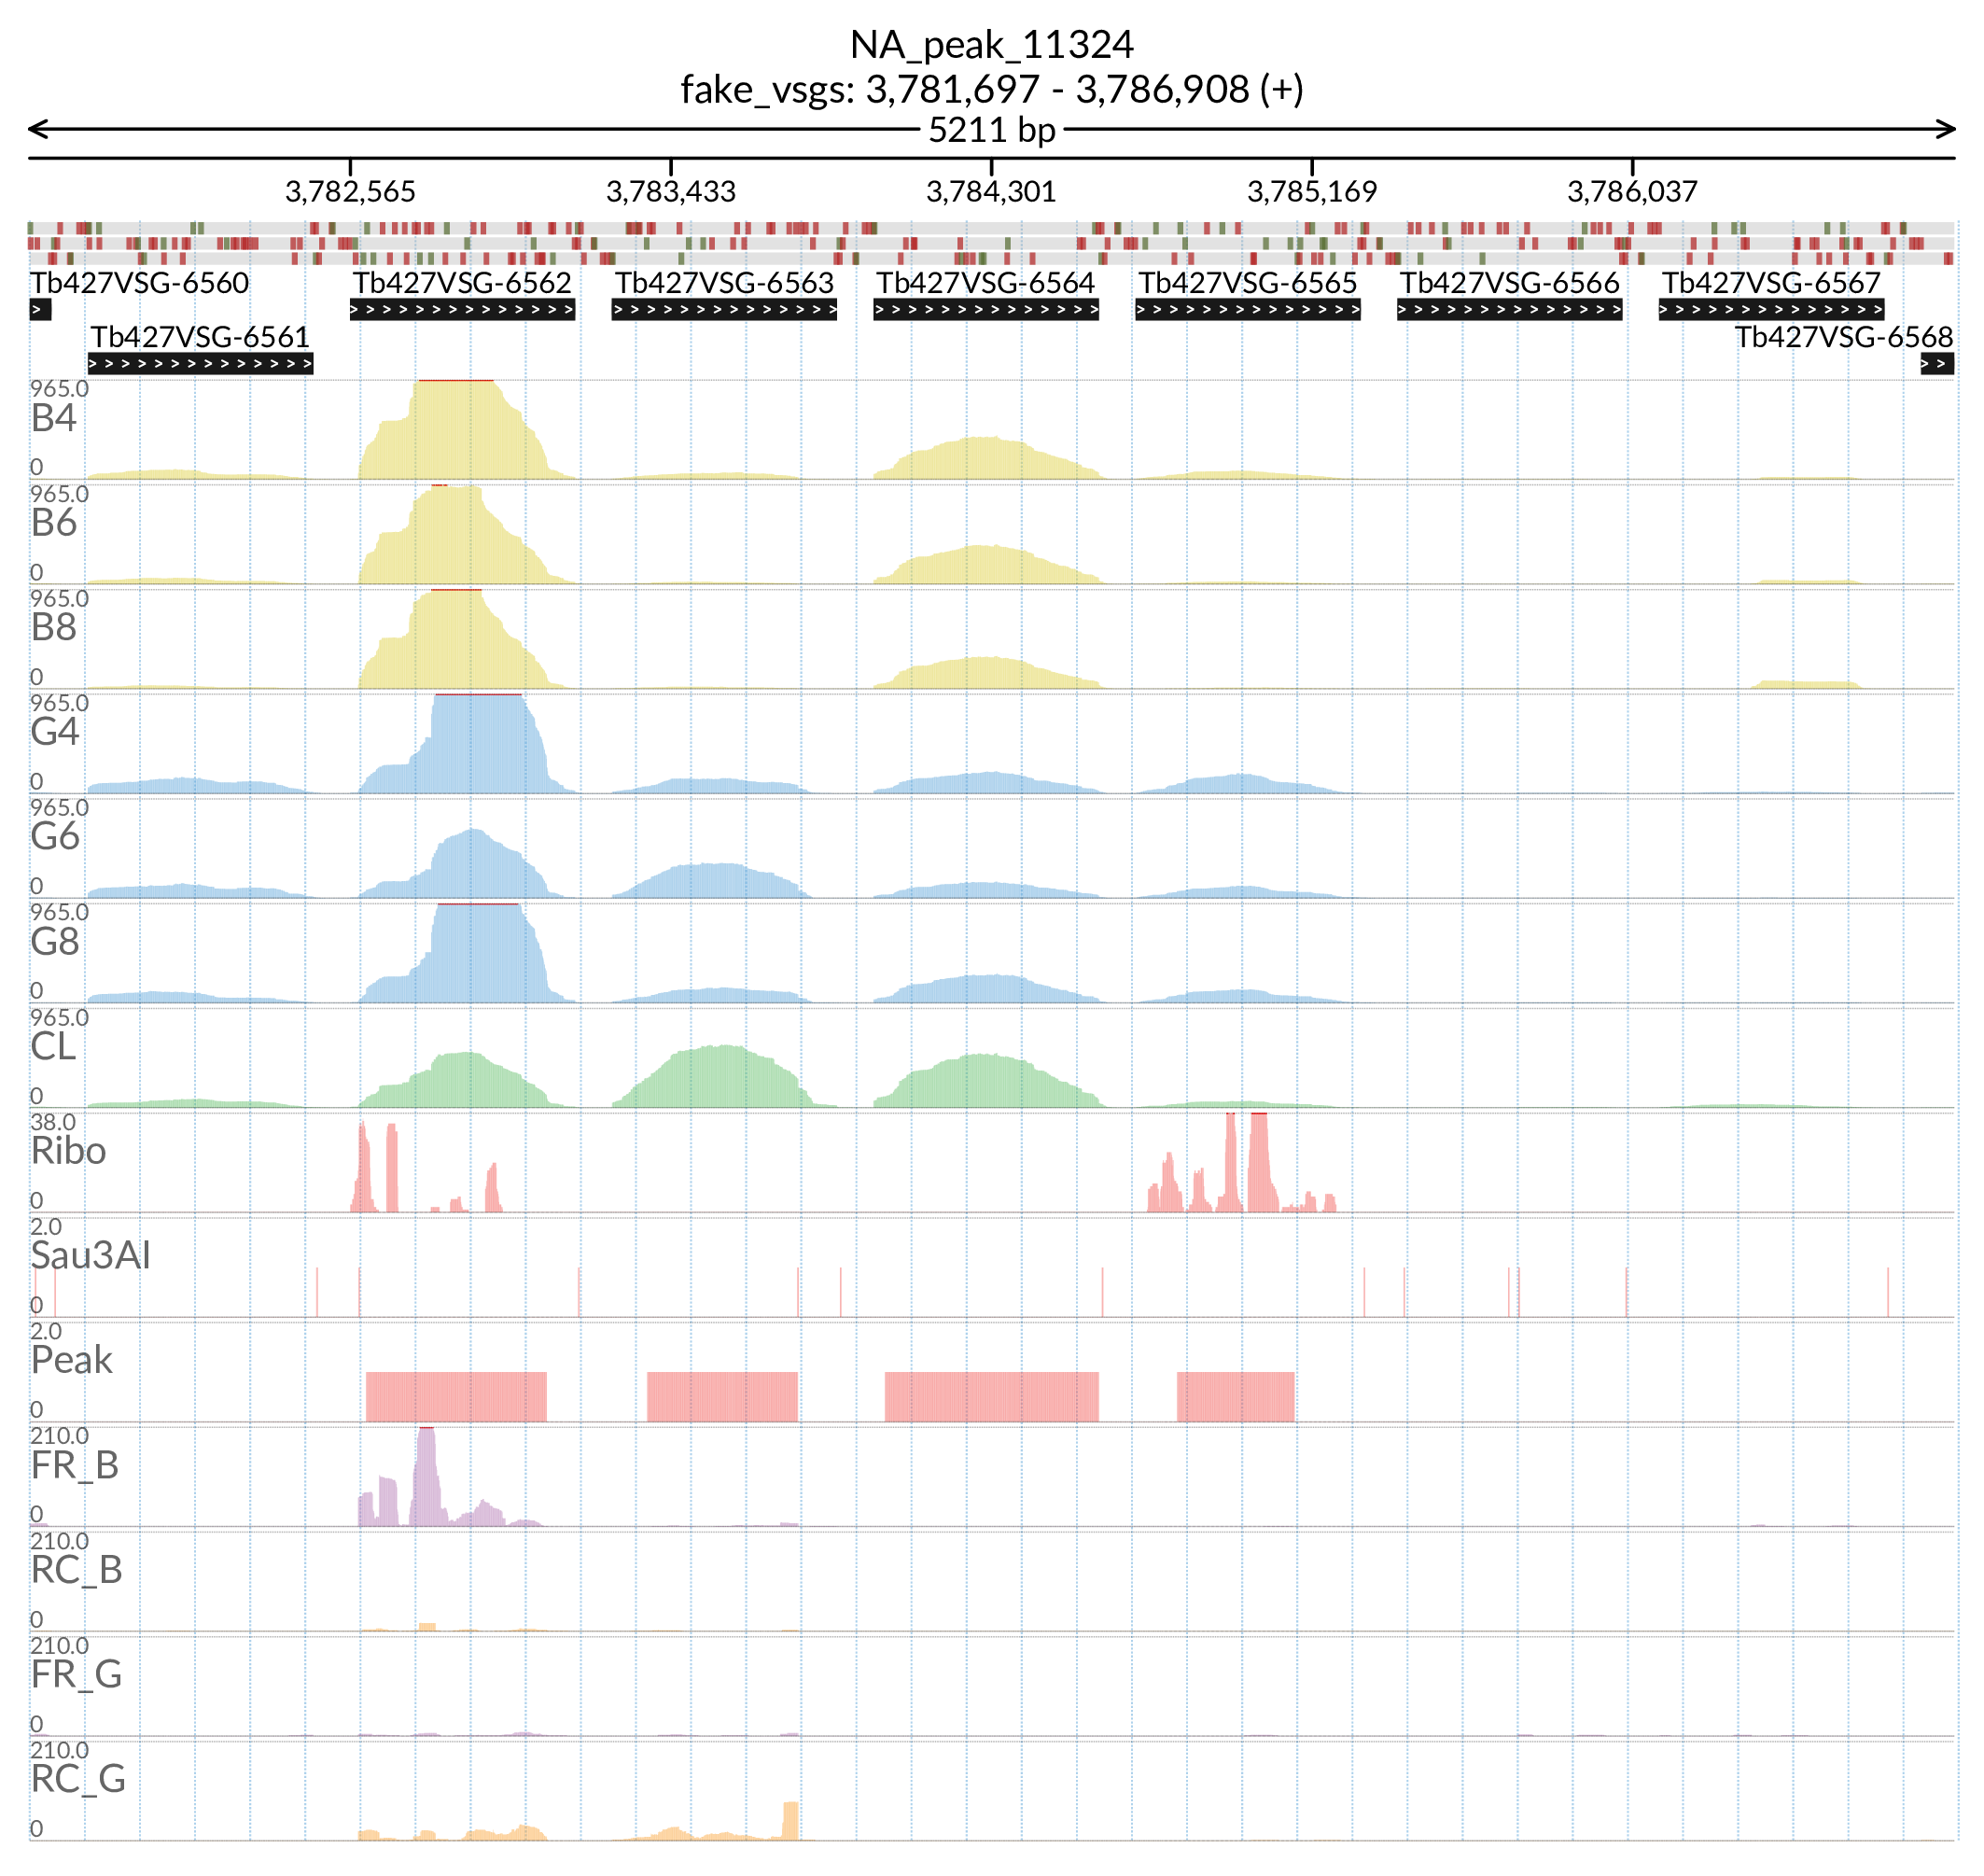 NA_peak_11324
fake_vsgs: 3,781,697 - 3,786,908 (+)
5211 bp
3,782,565 3,783,433 3,784,301 3,785,169 3,786,037
Tb427VSG-6560 Tb427VSG-6562 Tb427VSG-6563 Tb427VSG-6564 Tb427VSG-6565 Tb427VSG-6566 Tb427VSG-6567
Tb427VSG-6561 Tb427VSG-6568
965.0
B4
0
965.0
B6
0
965.0
B8
0
965.0
G4
0
965.0
G6
0
965.0
G8
0
965.0
CL
0
38.0
Ribo
0
2.0
Sau3AI
0
2.0
Peak
0
210.0
FR_B
0
210.0
RC_B
0
210.0
FR_G
0
210.0
RC_G
0